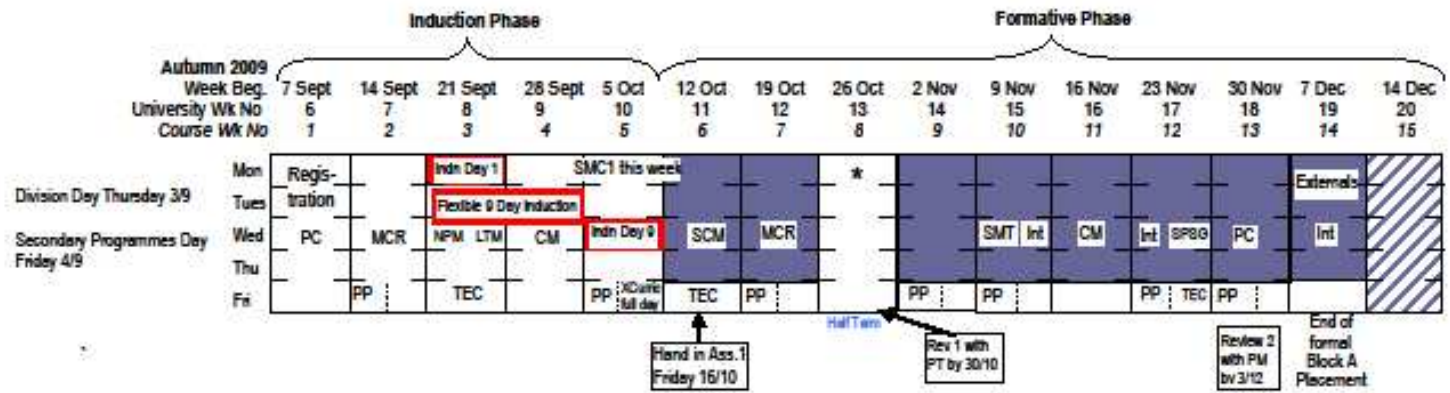 Induction Phase
Formative Phase
Autumn 2009
Week Beg. 7 Sept 14 Sept 21 Sept 28 Sept 5 Oct 12 Oct 19 Oct 26 Oct 2 Nov 9 Nov 16 Nov 23 Nov 30 Nov 7 Dec 14 Dec
University Wk No 6 7 8 9 10 11 12 13 14 15 16 17 18 19 20
Course Wk No 1 2 3 4 5 6 7 8 9 10 11 12 13 14 15
Mon Regis- Indn Day 1 SMC1 this week *
Division Day Thursday 3/9
Tues tration Flexible 9 Day Induction Externals
Secondary Programmes Day
Friday 4/9
Wed PC MCR NPM LTM CM Indn Day 9 SCM MCR SMT Int CM Int SPSG PC Int
Thu
Fri PP TEC PP XCurric TEC PP PP PP PP TEC PP
full day
Half Term
Hand in Ass.1
Friday 16/10
Rev 1 with
PT by 30/10
Review 2
with PM
by 3/12
End of
formal
Block A
Placement